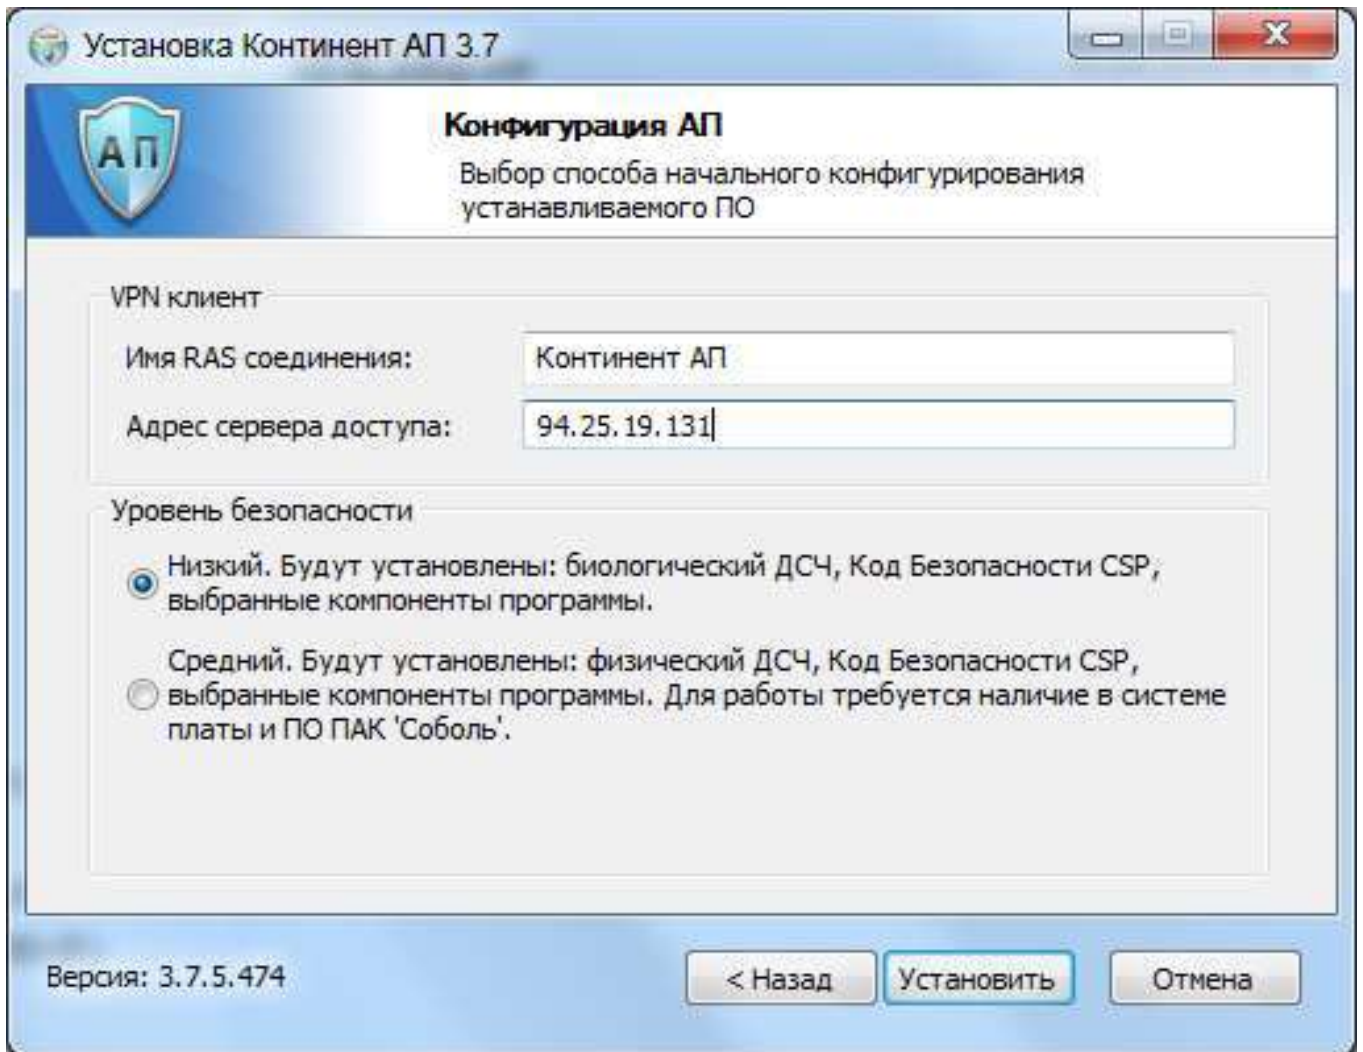 Установка Континент АП 3.7
АП
Конфигурация АП
Выбор способа начального конфигурирования
устанавливаемого ПО
VPN клиент
Имя RAS соединения:
Континент АП
Адрес сервера доступа:
94.25.19.131
Уровень безопасности
Низкий. Будут установлены: биологический ДСЧ, Код Безопасности CSP,
выбранные компоненты программы.
Средний. Будут установлены: физический ДСЧ, Код Безопасности CSP,
выбранные компоненты программы. Для работы требуется наличие в системе
платы и ПО ПАК 'Соболь'.
Версия: 3.7.5.474
< Назад
Установить
Отмена